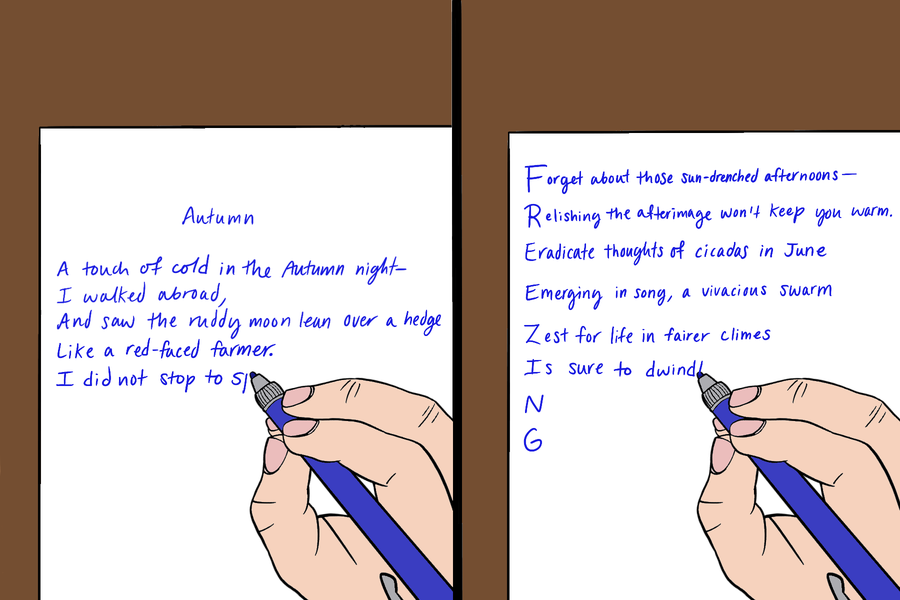 Autumn
A touch of cold in the Autumn night—
I walked abroad,
And saw the ruddy moon lean over a hedge
Like a red-faced farmer.
I did not stop to sp
Forget about those sun-drenched afternoons—
Relishing the afterimage won't keep you warm.
Eradicate thoughts of cicadas in June
Emerging in song, a vivacious swarm
Zest for life in fairer climes
Is sure to dwindl
N
G